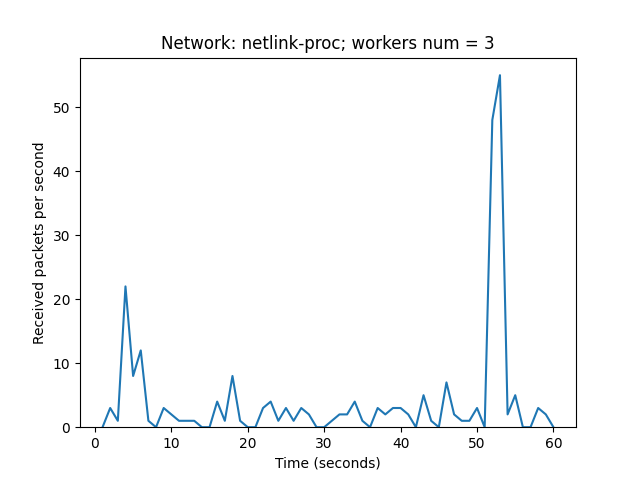 Network: netlink-proc; workers num = 3
Received packets per second
50
40
30
20
10
0
0 10 20 30 40 50 60
Time (seconds)